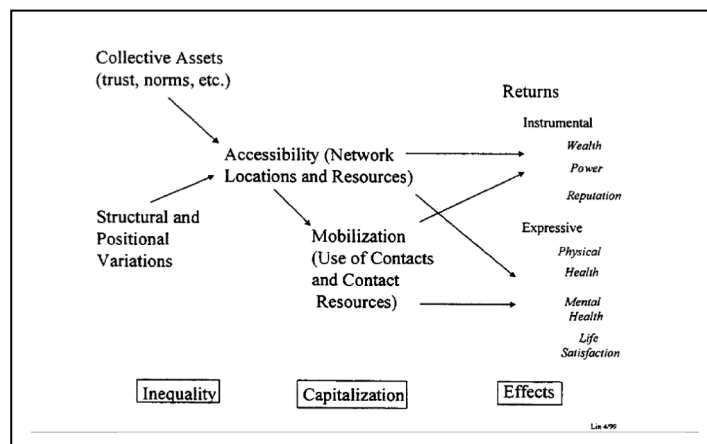 Collective Assets
(trust, norms, etc.)
Returns
Instrumental
Wealth
Accessibility (Network
Locations and Resources)
Power
Reputation
Structural and
Positional
Variations
Mobilization
(Use of Contacts
and Contact
Resources)
Expressive
Physical
Health
Mental
Health
Life
Satisfaction
Inequality
Capitalization
Effects
Lin 4/99